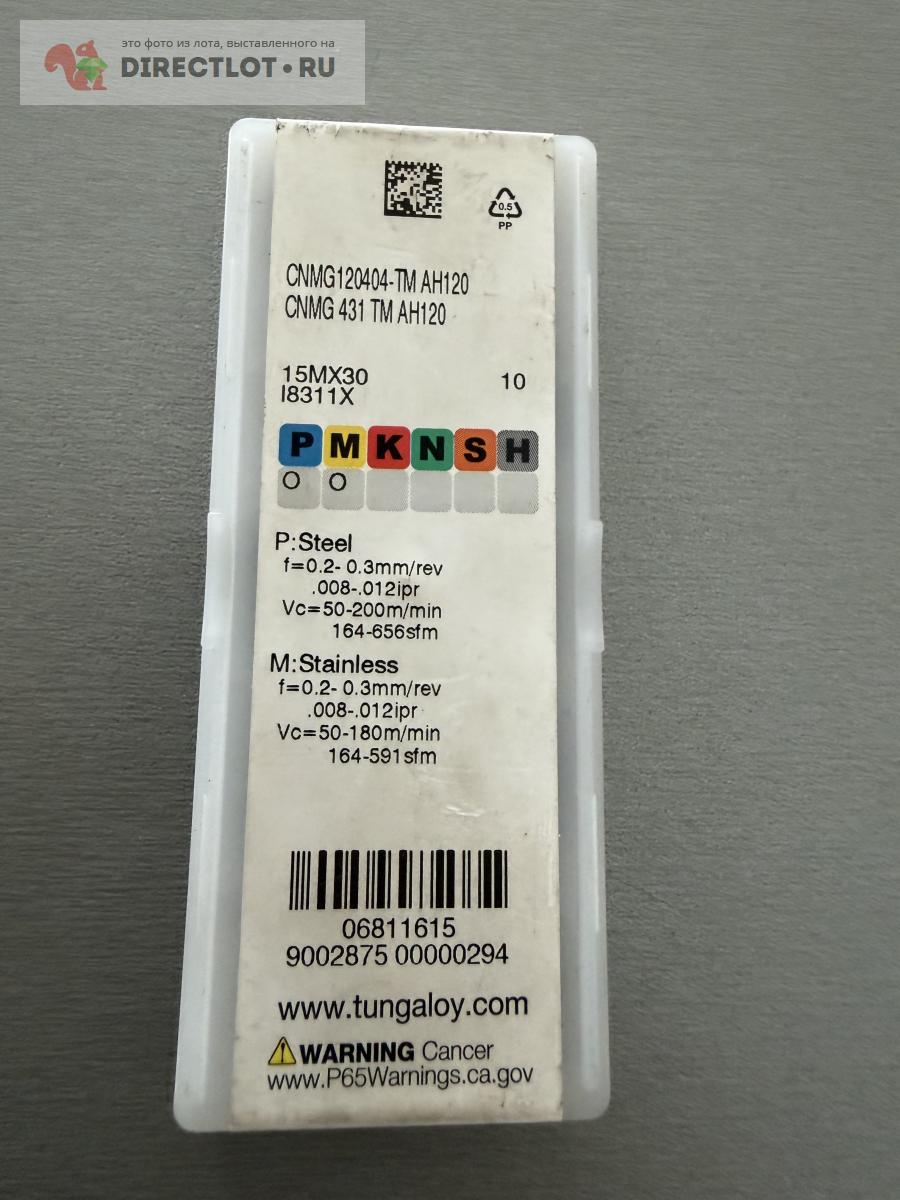 это фото из лота, выставленного на
DIRECTLOT•RU
0.5
PP
CNMG120404-TM AH120
CNMG 431 TM AH120
15MX30 10
I8311X
P M K N S H
O O
P:Steel
f=0.2- 0.3mm/rev
.008-.012ipr
Vc=50-200m/min
164-656sfm
M:Stainless
f=0.2- 0.3mm/rev
.008-.012ipr
Vc=50-180m/min
164-591sfm
06811615
9002875 00000294
www.tungaloy.com
WARNING Cancer
www.P65Warnings.ca.gov